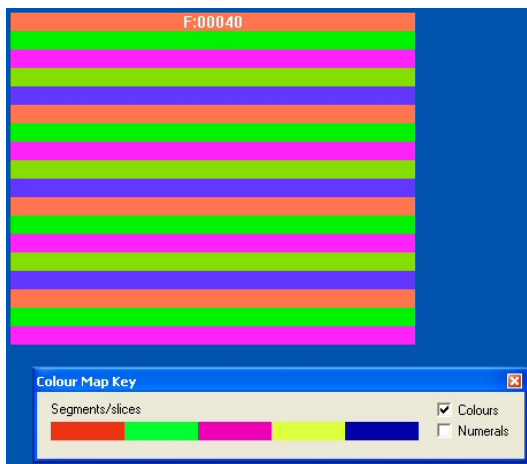 F:00040
Colour Map Key
Segments/slices
Colours
Numerals